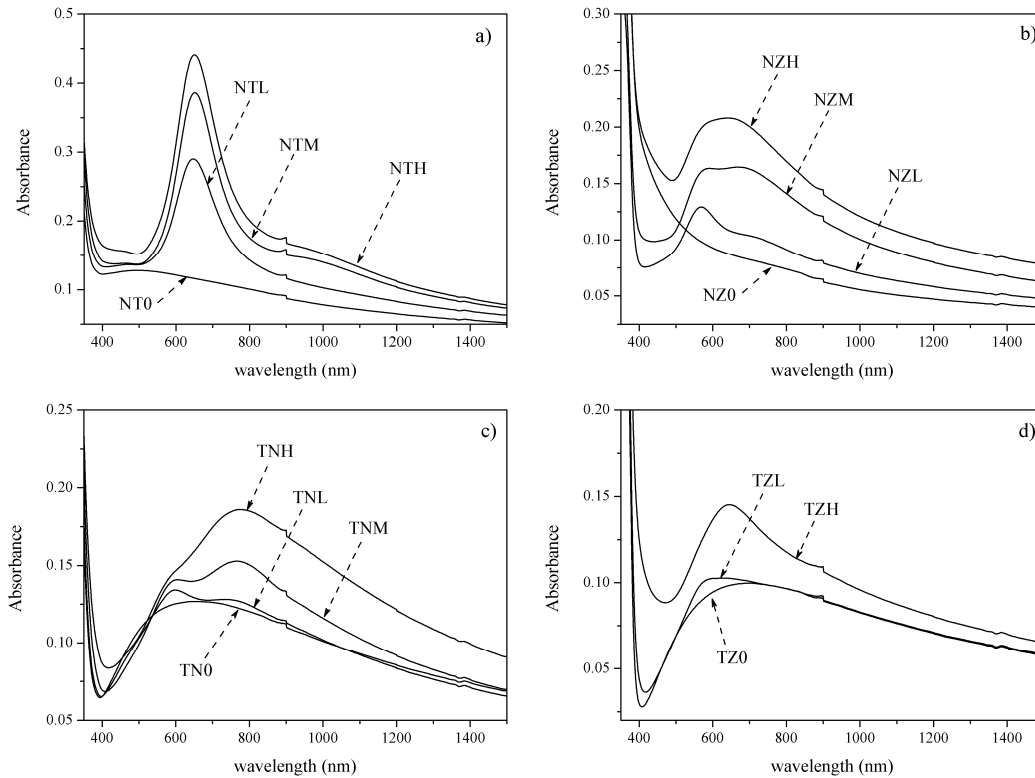 a)
0.5
0.4
0.3
0.2
0.1
Absorbance
NTL
NTM
NTH
NT0
400 600 800 1000 1200 1400
wavelength (nm)
b)
0.30
0.25
0.20
0.15
0.10
0.05
Absorbance
NZH
NZM
NZL
NZ0
400 600 800 1000 1200 1400
wavelength (nm)
c)
0.25
0.20
0.15
0.10
0.05
Absorbance
TNH
TNL
TNM
TN0
400 600 800 1000 1200 1400
wavelength (nm)
d)
0.20
0.15
0.10
0.05
Absorbance
TZL
TZH
TZ0
400 600 800 1000 1200 1400
wavelength (nm)